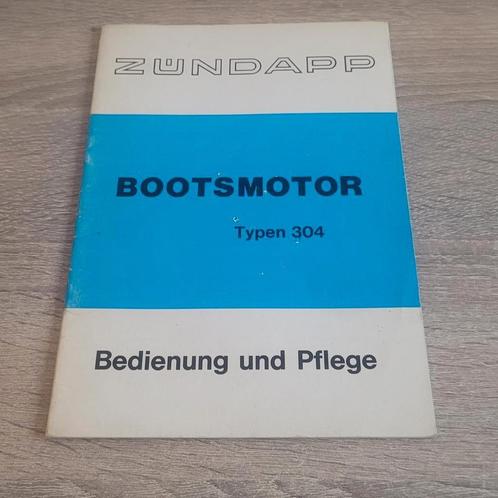 ZÜNDAPP
BOOTSMOTOR
Typen 304
Bedienung und Pflege